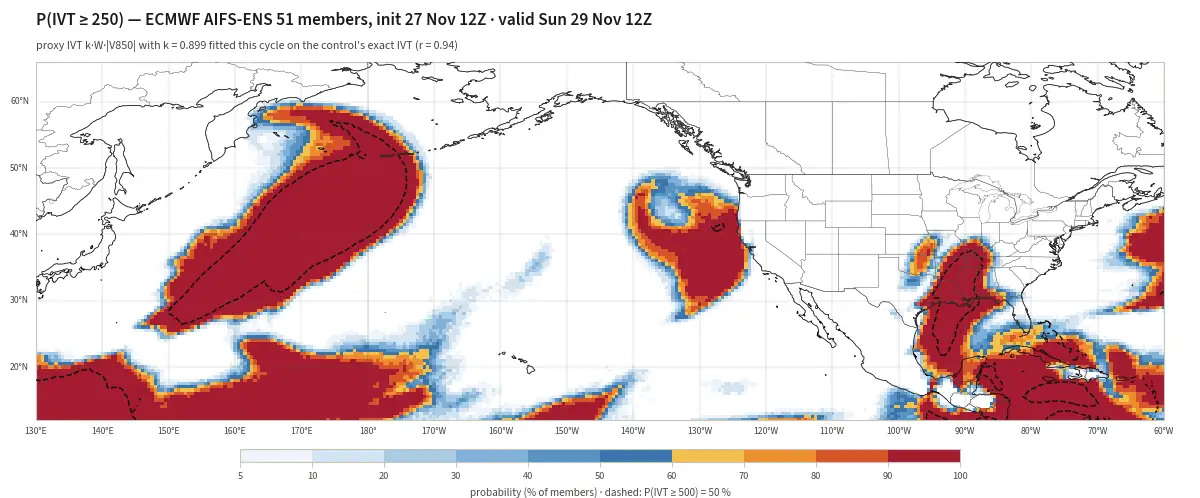 P(IVT ≥ 250) — ECMWF AIFS-ENS 51 members, init 27 Nov 12Z · valid Sun 29 Nov 12Z
proxy IVT k·W·|V850| with k = 0.899 fitted this cycle on the control's exact IVT (r = 0.94)
60°N
50°N
40°N
30°N
20°N
130°E 140°E 150°E 160°E 170°E 180° 170°W 160°W 150°W 140°W 130°W 120°W 110°W 100°W 90°W 80°W 70°W 60°W
5 10 20 30 40 50 60 70 80 90 100
probability (% of members) · dashed: P(IVT ≥ 500) = 50 %